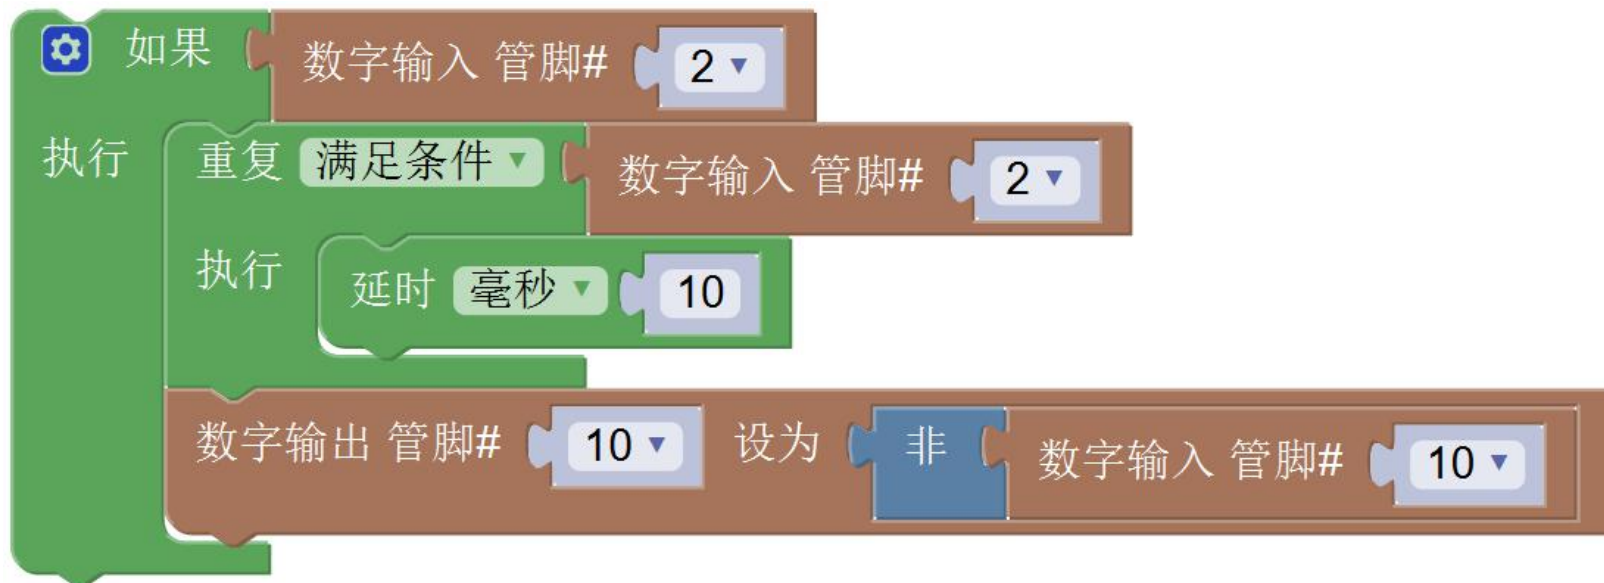 如果 数字输入 管脚# 2
执行 重复 满足条件 数字输入 管脚# 2
执行 延时 毫秒 10
数字输出 管脚# 10 设为 非 数字输入 管脚# 10